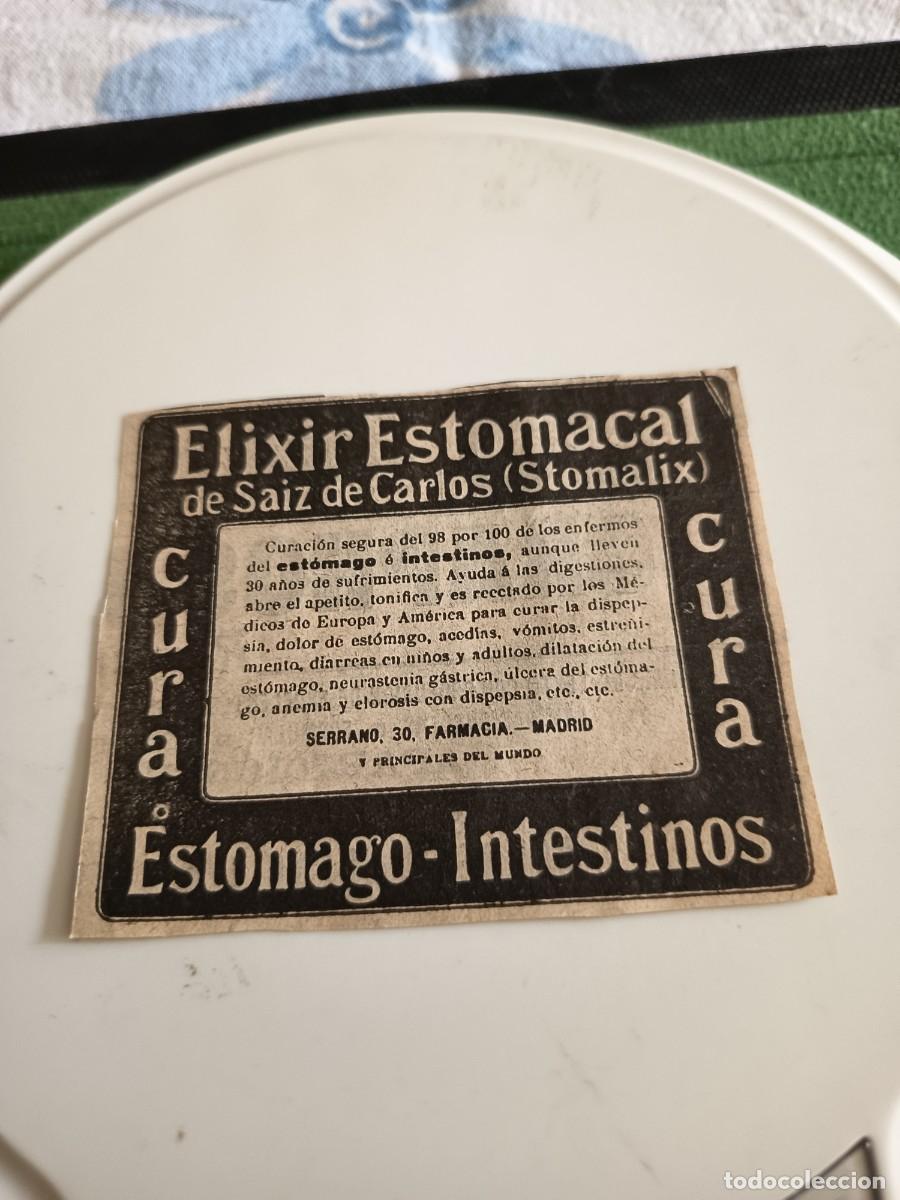 Elixir Estomacal
de Saiz de Carlos (Stomalix)
cura
Curación segura del 98 por 100 de los enfermos
del estómago é intestinos, aunque lleven
30 años de sufrimientos. Ayuda á las digestiones,
abre el apetito, tonifica y es recetado por los Mé-
dicos de Europa y América para curar la dispep-
sia, dolor de estómago, acedías, vómitos, estreñi-
miento, diarreas en niños y adultos, dilatación del
estómago, neurastenia gástrica, úlcera del estóma-
go, anemia y clorosis con dispepsia, etc., etc.
SERRANO, 30, FARMACIA.—MADRID
Y PRINCIPALES DEL MUNDO
cura
Estomago - Intestinos
todocoleccion